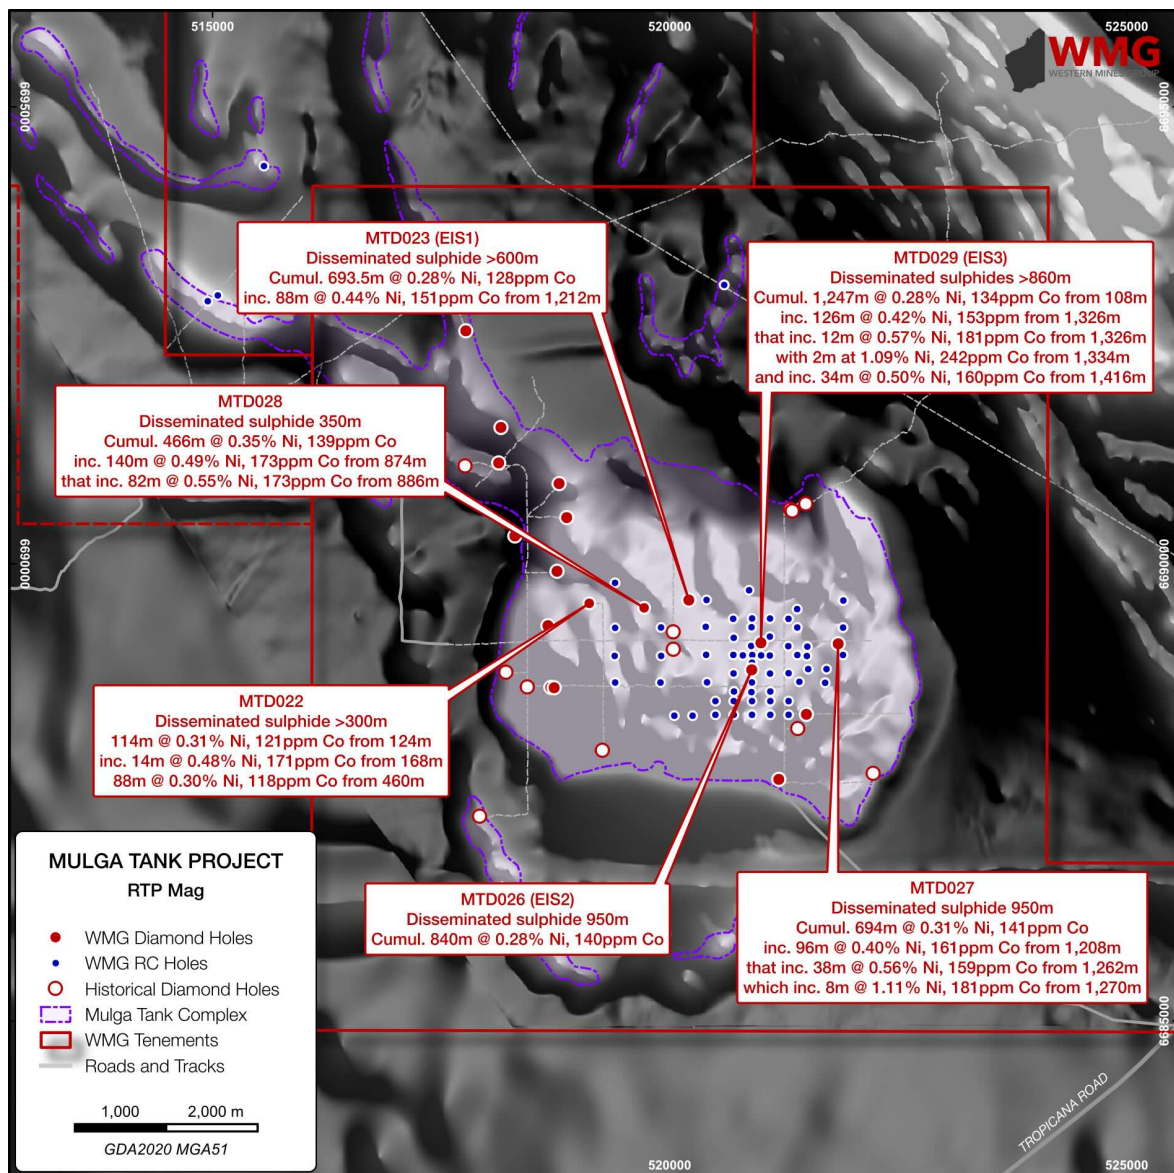 515000
520000
525000
WMG
WESTERN MINES GROUP
6695000
6695000
MTD023 (EIS1)
Disseminated sulphide >600m
Cumul. 693.5m @ 0.28% Ni, 128ppm Co
inc. 88m @ 0.44% Ni, 151ppm Co from 1,212m
MTD029 (EIS3)
Disseminated sulphides >860m
Cumul. 1,247m @ 0.28% Ni, 134ppm Co from 108m
inc. 126m @ 0.42% Ni, 153ppm from 1,326m
that inc. 12m @ 0.57% Ni, 181ppm Co from 1,326m
with 2m at 1.09% Ni, 242ppm Co from 1,334m
and inc. 34m @ 0.50% Ni, 160ppm Co from 1,416m
MTD028
Disseminated sulphide 350m
Cumul. 466m @ 0.35% Ni, 139ppm Co
inc. 140m @ 0.49% Ni, 173ppm Co from 874m
that inc. 82m @ 0.55% Ni, 173ppm Co from 886m
6690000
6690000
MTD022
Disseminated sulphide >300m
114m @ 0.31% Ni, 121ppm Co from 124m
inc. 14m @ 0.48% Ni, 171ppm Co from 168m
88m @ 0.30% Ni, 118ppm Co from 460m
MTD026 (EIS2)
Disseminated sulphide 950m
Cumul. 840m @ 0.28% Ni, 140ppm Co
MTD027
Disseminated sulphide 950m
Cumul. 694m @ 0.31% Ni, 141ppm Co
inc. 96m @ 0.40% Ni, 161ppm Co from 1,208m
that inc. 38m @ 0.56% Ni, 159ppm Co from 1,262m
which inc. 8m @ 1.11% Ni, 181ppm Co from 1,270m
6685000
MULGA TANK PROJECT
RTP Mag
WMG Diamond Holes
WMG RC Holes
Historical Diamond Holes
Mulga Tank Complex
WMG Tenements
Roads and Tracks
1,000 2,000 m
GDA2020 MGA51
TROPICANA ROAD
520000
525000